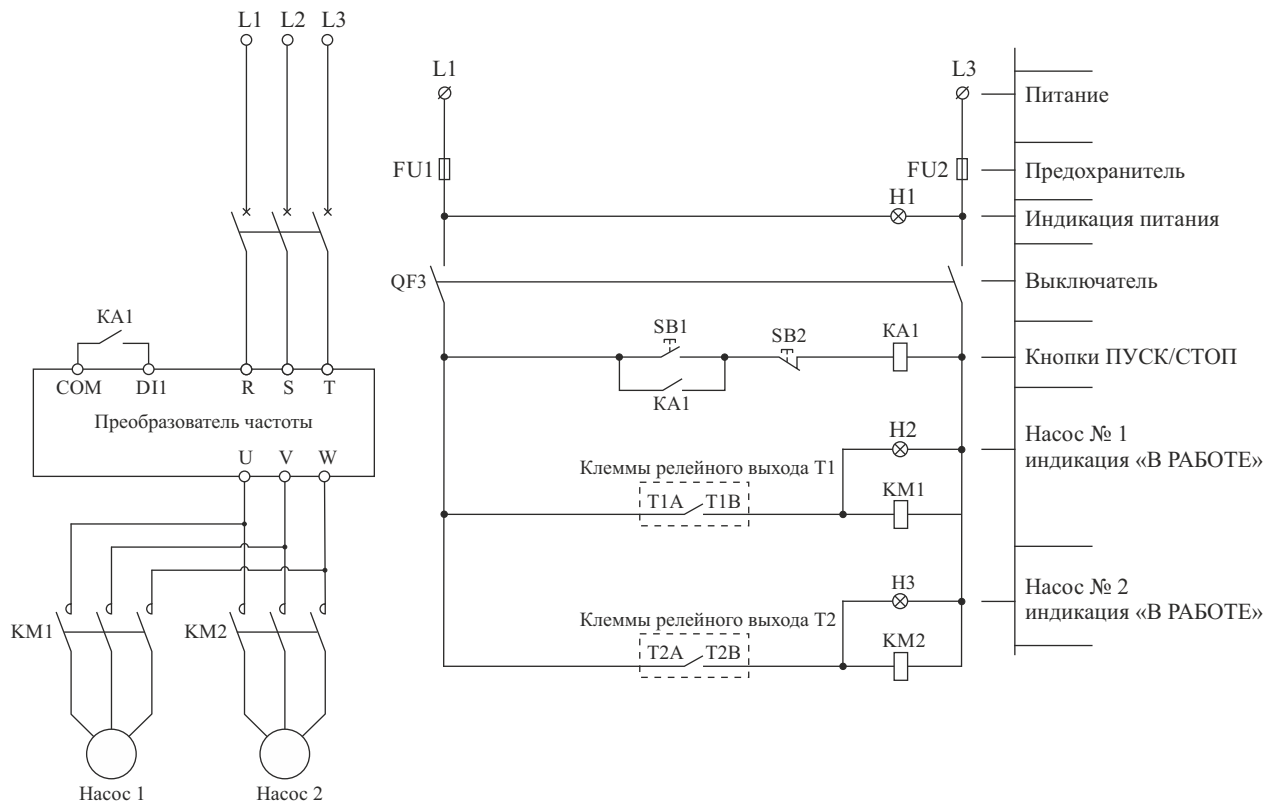 L1 L2 L3
KA1
COM DI1 R S T
Преобразователь частоты
U V W
KM1 KM2
Насос 1 Насос 2
L1 L3
Питание
FU1 FU2
Предохранитель
H1
Индикация питания
QF3
Выключатель
SB1 SB2 KA1
Кнопки ПУСК/СТОП
KA1
H2
Насос № 1
индикация «В РАБОТЕ»
Клеммы релейного выхода T1
T1A T1B KM1
H3
Насос № 2
индикация «В РАБОТЕ»
Клеммы релейного выхода T2
T2A T2B KM2